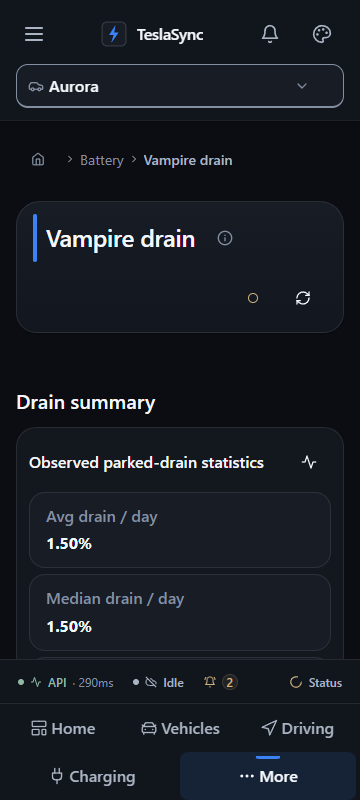 TeslaSync
Aurora
Battery Vampire drain
Vampire drain
Drain summary
Observed parked-drain statistics
Avg drain / day
1.50%
Median drain / day
1.50%
API · 290ms Idle 2 Status
Home Vehicles Driving
Charging More